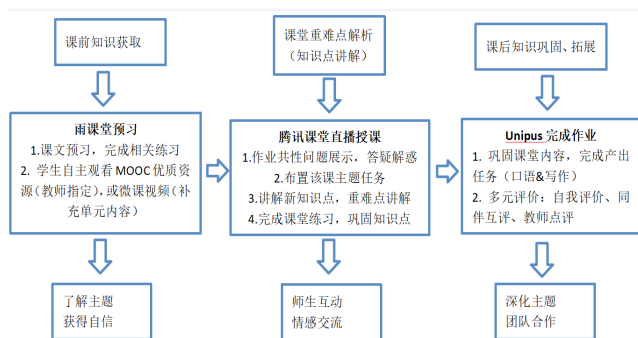 课前知识获取
课堂重难点解析
（知识点讲解）
课后知识巩固、拓展
雨课堂预习
1.课文预习，完成相关练习
2. 学生自主观看 MOOC 优质资
源（教师指定），或微课视频（补
充单元内容）
腾讯课堂直播授课
1.作业共性问题展示，答疑解惑
2.布置该课主题任务
3.讲解新知识点，重难点讲解
4.完成课堂练习，巩固知识点
Unipus 完成作业
1. 巩固课堂内容，完成产出
任务（口语&写作）
2. 多元评价：自我评价、同
伴互评、教师点评
了解主题
获得自信
师生互动
情感交流
深化主题
团队合作